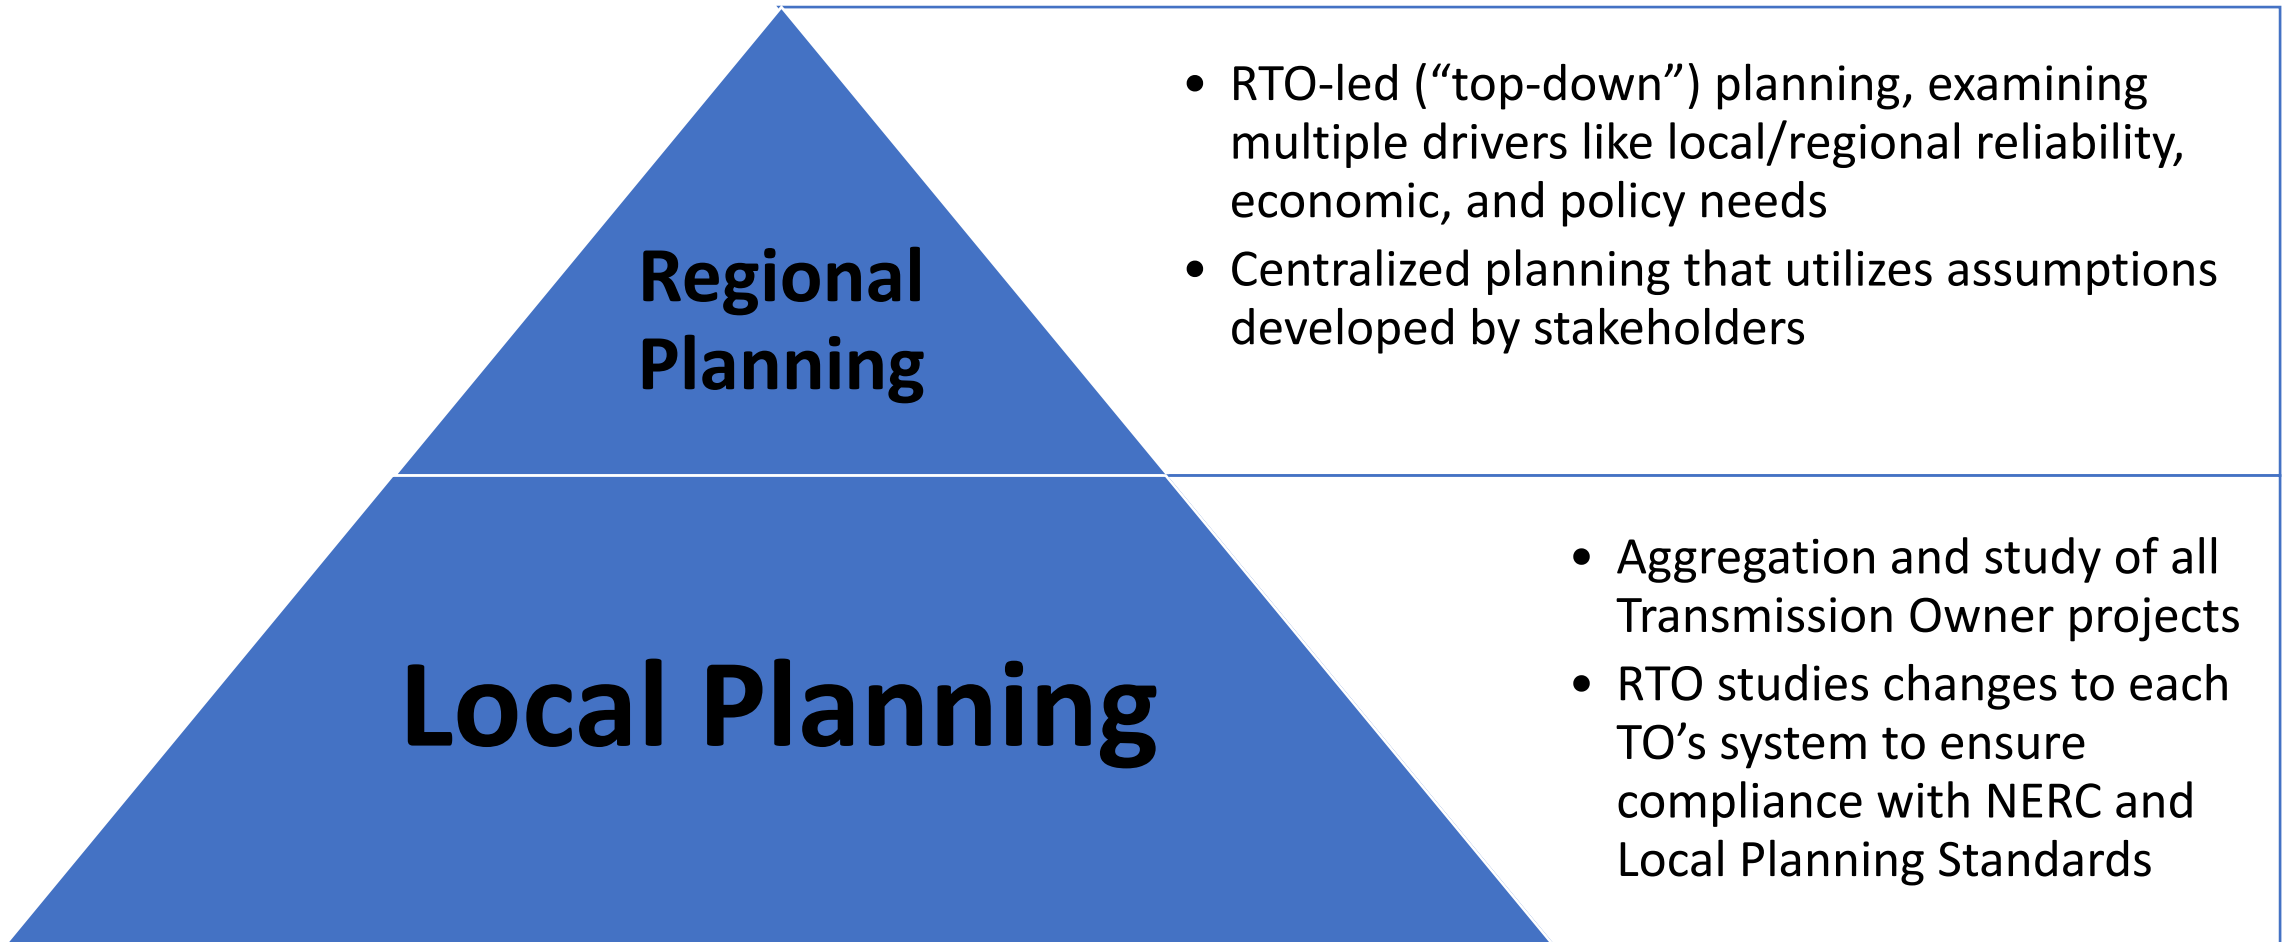 Regional
Planning
• RTO-led (“top-down”) planning, examining
multiple drivers like local/regional reliability,
economic, and policy needs
• Centralized planning that utilizes assumptions
developed by stakeholders
Local Planning
• Aggregation and study of all
Transmission Owner projects
• RTO studies changes to each
TO’s system to ensure
compliance with NERC and
Local Planning Standards